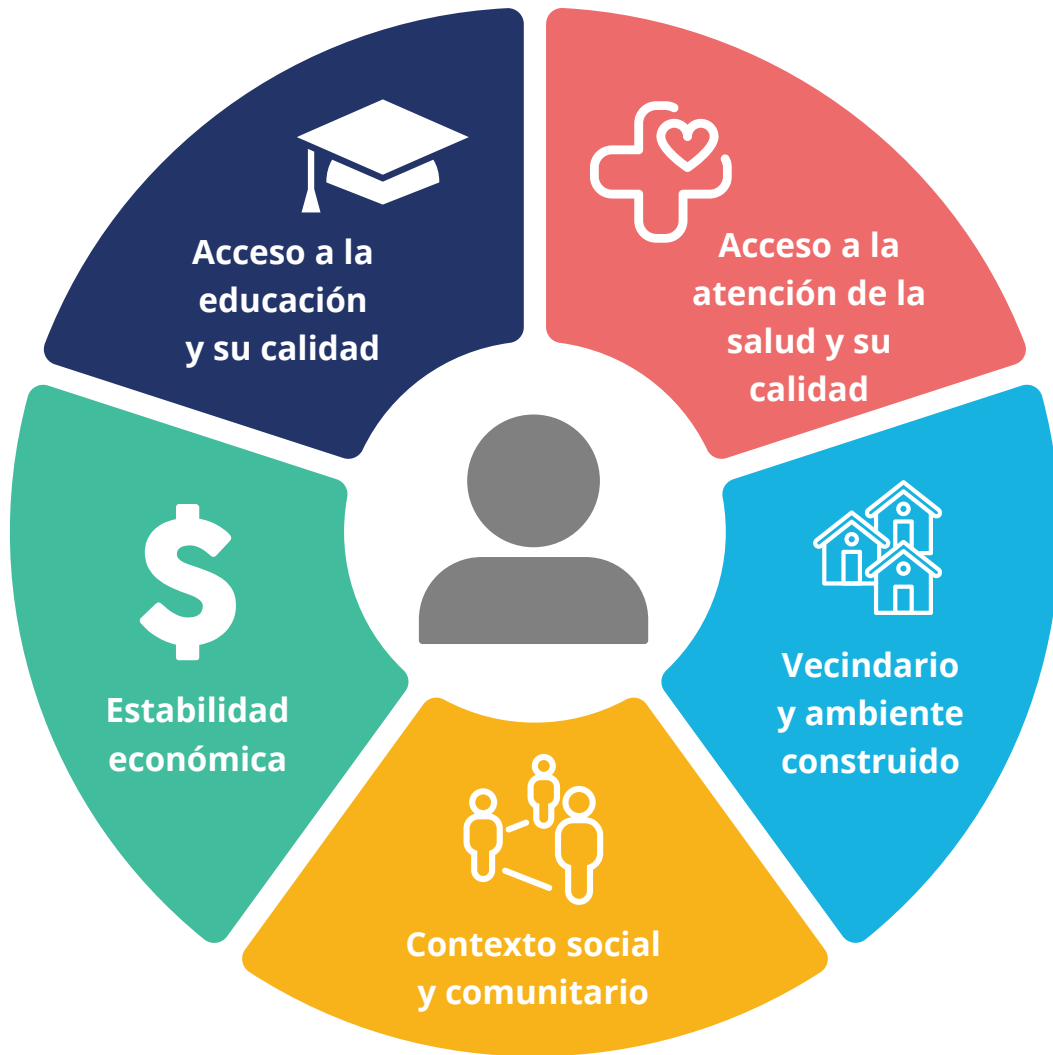 Acceso a la
educación
y su calidad
Acceso a la
atención de la
salud y su
calidad
Estabilidad
económica
Vecindario
y ambiente
construido
Contexto social
y comunitario